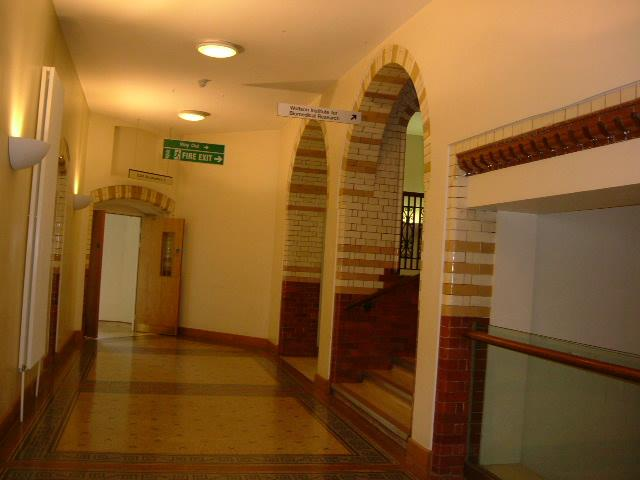 Wolfson Institute for
Biomedical Research
Way Out
FIRE EXIT